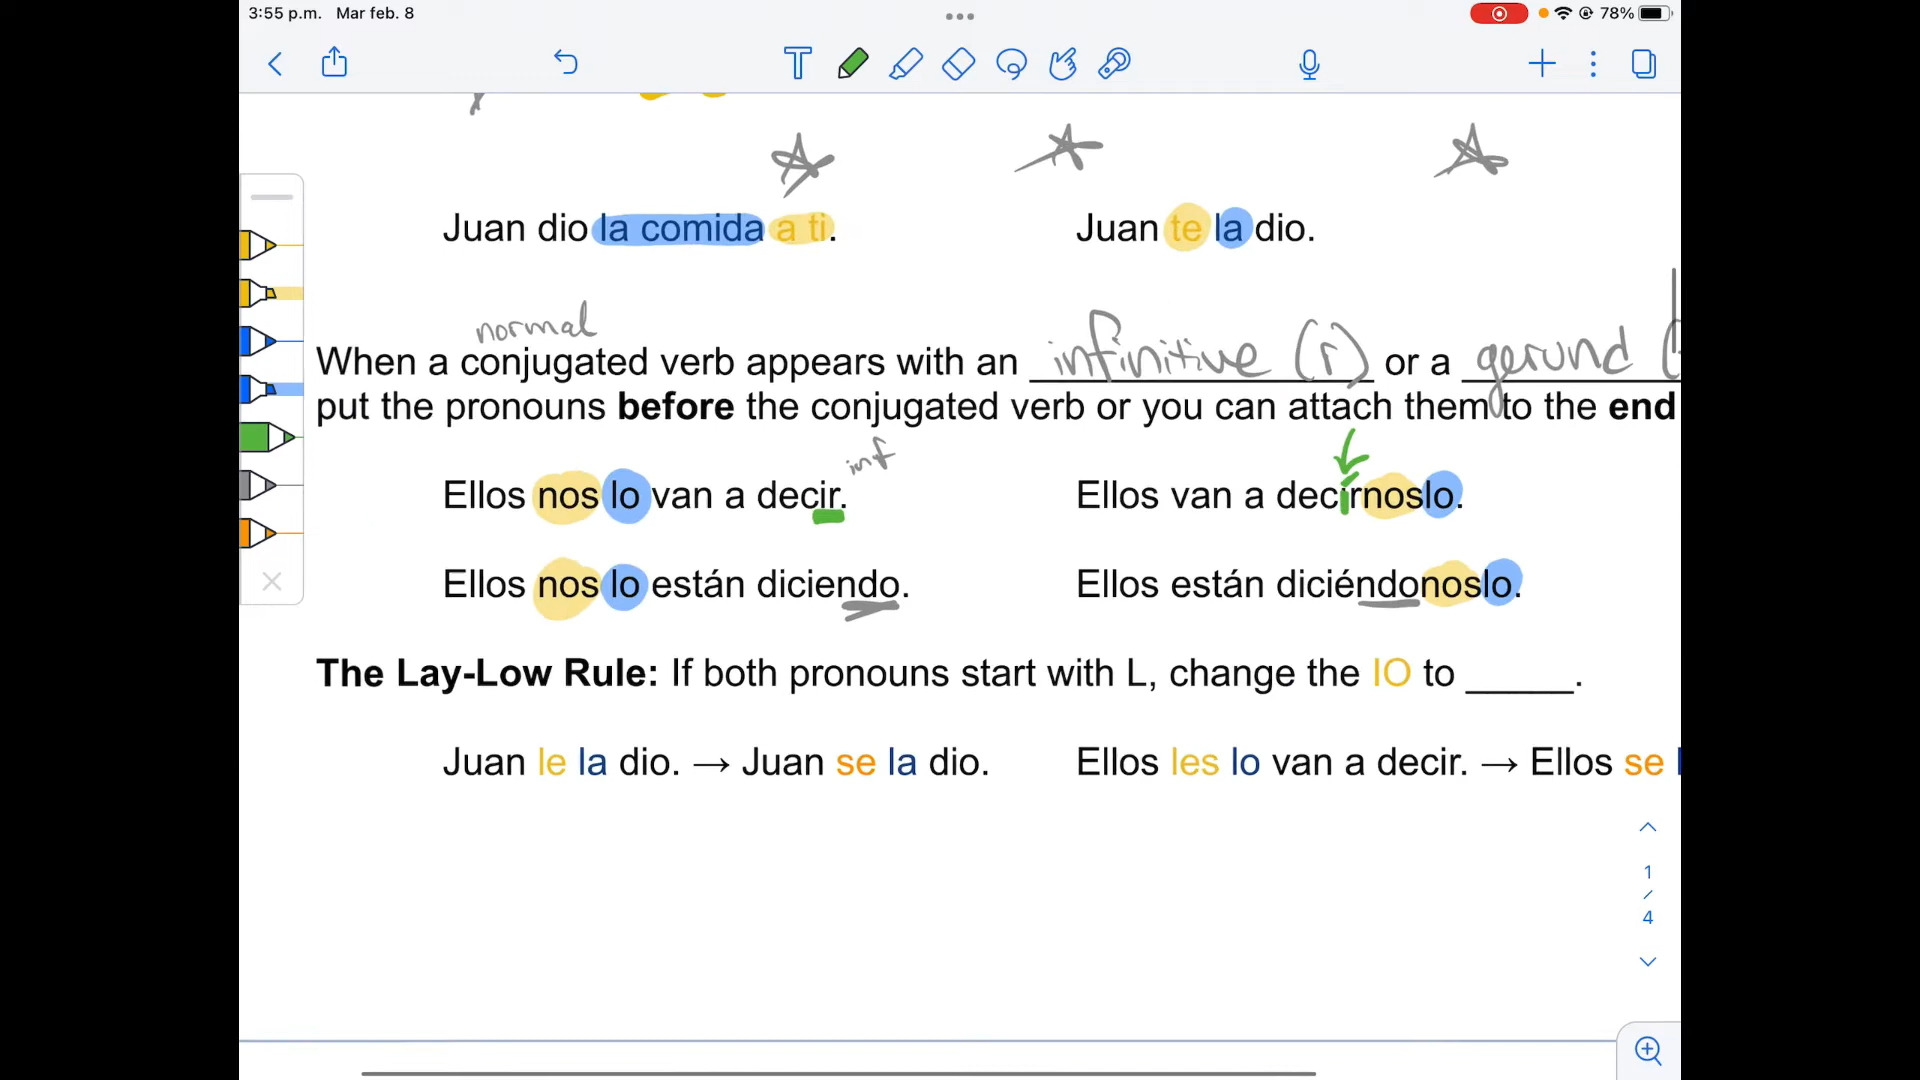 3:55 p.m. Mar feb. 8
78%
T
Juan dio la comida a ti.
Juan te la dio.
normal
When a conjugated verb appears with an infinitive (r) or a gerund (
put the pronouns before the conjugated verb or you can attach them to the end
inf
Ellos nos lo van a decir.
Ellos van a decírnoslo.
Ellos nos lo están diciendo.
Ellos están diciéndonoslo.
The Lay-Low Rule: If both pronouns start with L, change the IO to _____.
Juan le la dio. → Juan se la dio.
Ellos les lo van a decir. → Ellos se l
1
/
4